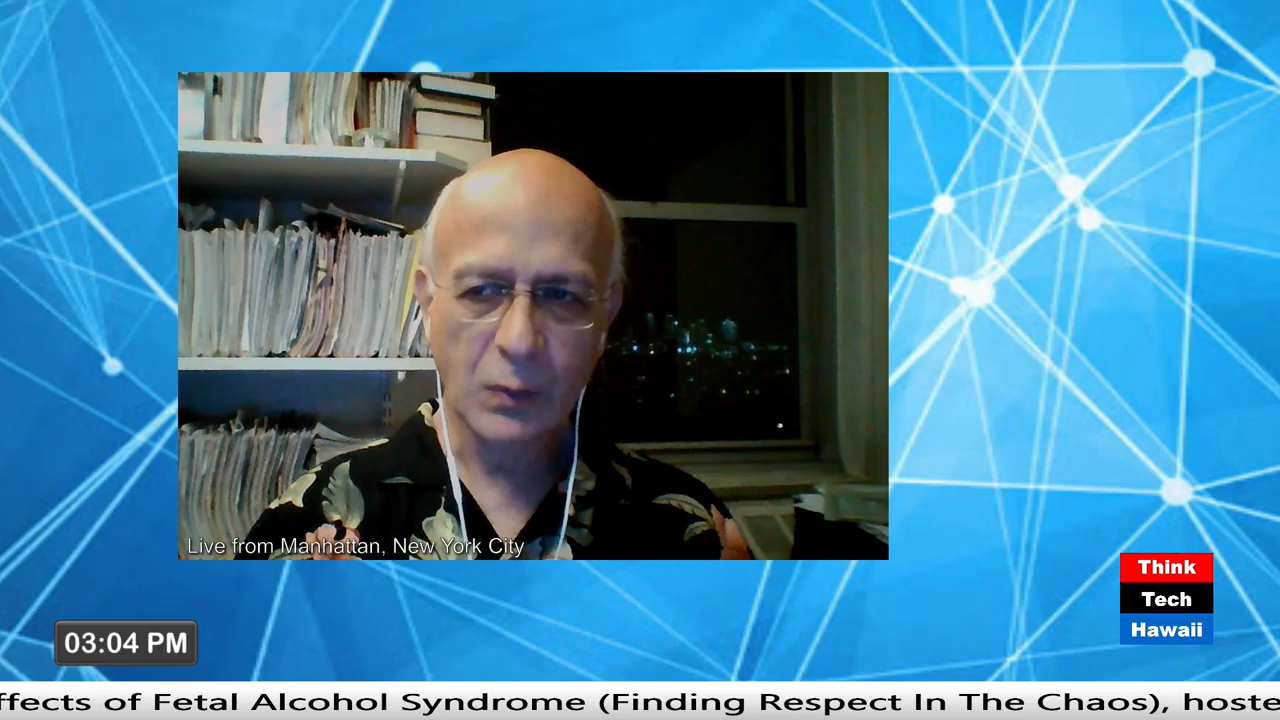 Live from Manhattan, New York City
Think
Tech
Hawaii
03:04 PM
ffects of Fetal Alcohol Syndrome (Finding Respect In The Chaos), hoste